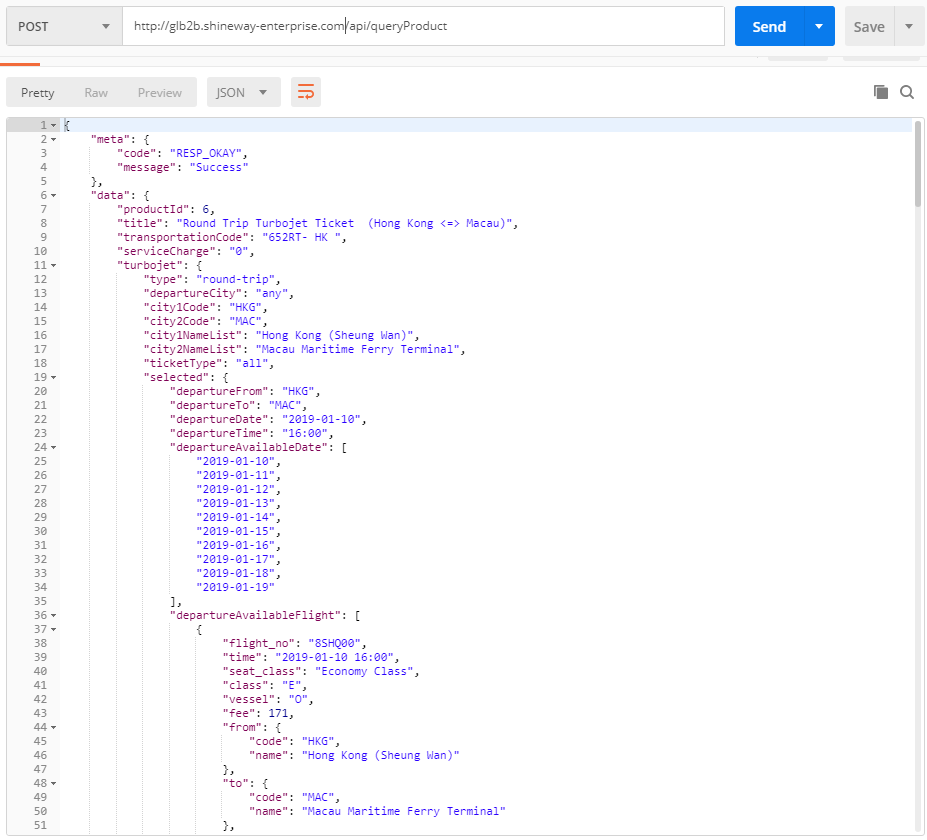 POST http://glb2b.shineway-enterprise.com/api/queryProduct Send Save
Pretty Raw Preview JSON
1 {
2 "meta": {
3 "code": "RESP_OKAY",
4 "message": "Success"
5 },
6 "data": {
7 "productId": 6,
8 "title": "Round Trip Turbojet Ticket  (Hong Kong <=> Macau)",
9 "transportationCode": "652RT- HK ",
10 "serviceCharge": "0",
11 "turbojet": {
12 "type": "round-trip",
13 "departureCity": "any",
14 "city1Code": "HKG",
15 "city2Code": "MAC",
16 "city1NameList": "Hong Kong (Sheung Wan)",
17 "city2NameList": "Macau Maritime Ferry Terminal",
18 "ticketType": "all",
19 "selected": {
20 "departureFrom": "HKG",
21 "departureTo": "MAC",
22 "departureDate": "2019-01-10",
23 "departureTime": "16:00",
24 "departureAvailableDate": [
25 "2019-01-10",
26 "2019-01-11",
27 "2019-01-12",
28 "2019-01-13",
29 "2019-01-14",
30 "2019-01-15",
31 "2019-01-16",
32 "2019-01-17",
33 "2019-01-18",
34 "2019-01-19"
35 ],
36 "departureAvailableFlight": [
37 {
38 "flight_no": "8SHQ00",
39 "time": "2019-01-10 16:00",
40 "seat_class": "Economy Class",
41 "class": "E",
42 "vessel": "O",
43 "fee": 171,
44 "from": {
45 "code": "HKG",
46 "name": "Hong Kong (Sheung Wan)"
47 },
48 "to": {
49 "code": "MAC",
50 "name": "Macau Maritime Ferry Terminal"
51 },